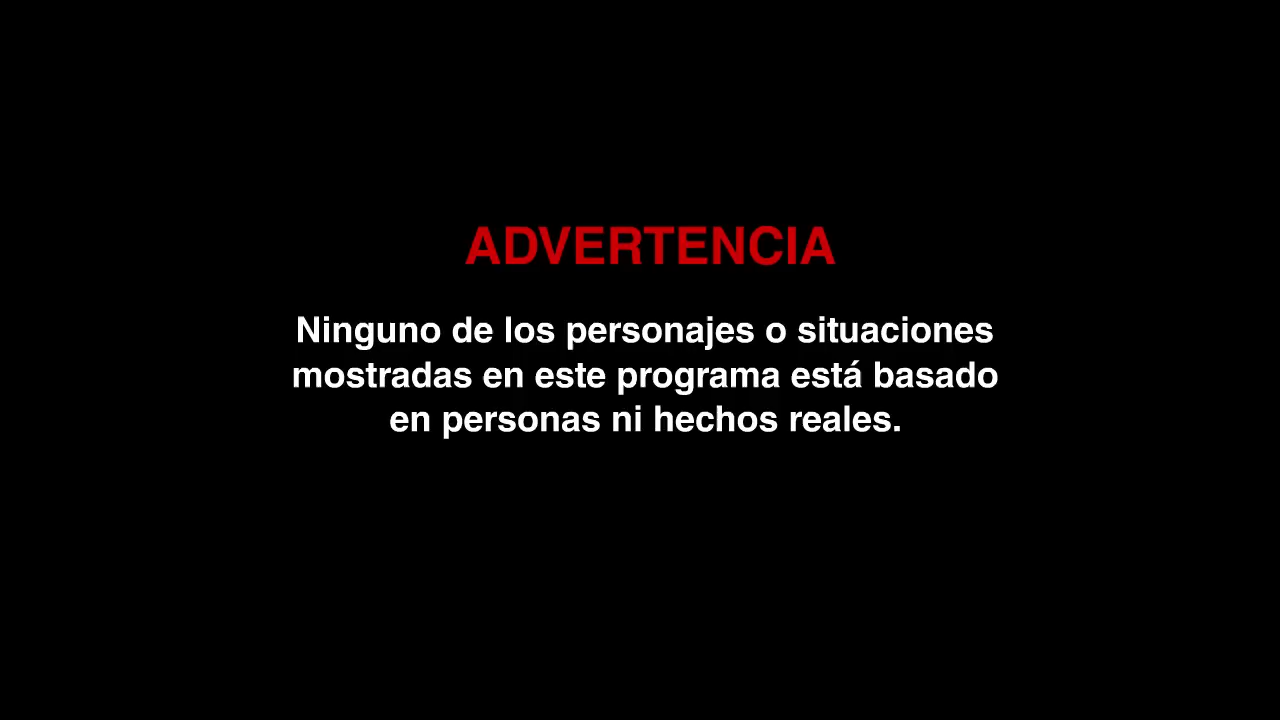 ADVERTENCIA
Ninguno de los personajes o situaciones
mostradas en este programa está basado
en personas ni hechos reales.